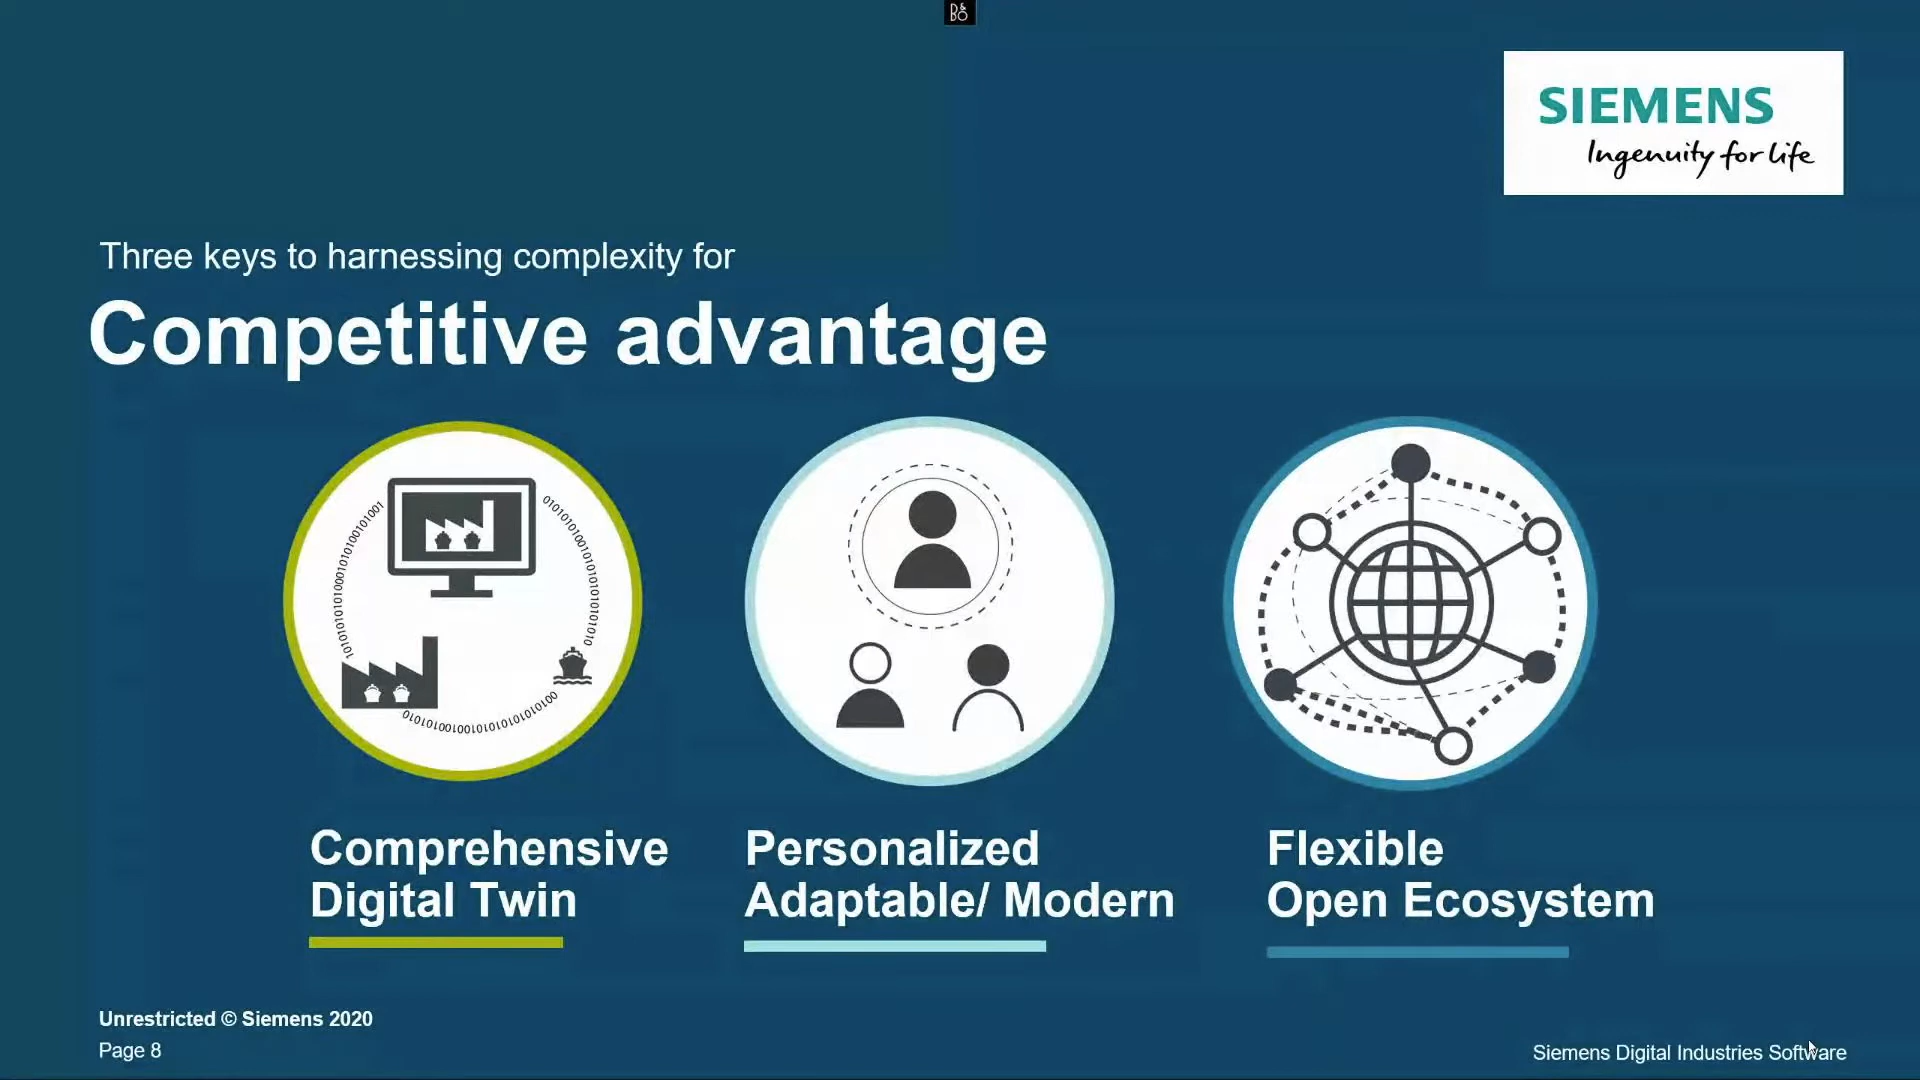 B&O
SIEMENS
Ingenuity for life
Three keys to harnessing complexity for
Competitive advantage
Comprehensive
Digital Twin
Personalized
Adaptable/ Modern
Flexible
Open Ecosystem
Unrestricted © Siemens 2020
Page 8
Siemens Digital Industries Software